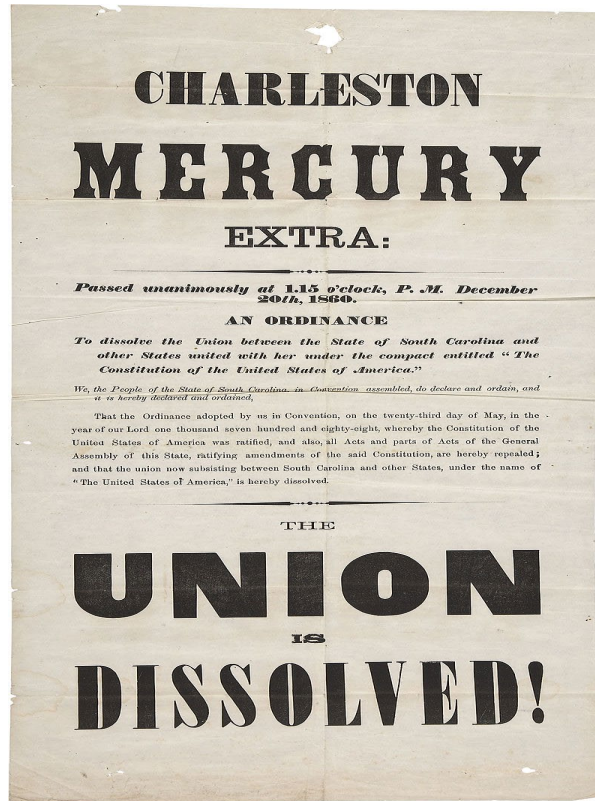 CHARLESTON
MERCURY
EXTRA:
Passed unanimously at 1.15 o'clock, P. M. December
20th, 1860.
AN ORDINANCE
To dissolve the Union between the State of South Carolina and
other States united with her under the compact entitled “The
Constitution of the United States of America.”
We, the People of the State of South Carolina, in Convention assembled, do declare and ordain, and
it is hereby declared and ordained,
That the Ordinance adopted by us in Convention, on the twenty-third day of May, in the
year of our Lord one thousand seven hundred and eighty-eight, whereby the Constitution of the
United States of America was ratified, and also, all Acts and parts of Acts of the General
Assembly of this State, ratifying amendments of the said Constitution, are hereby repealed;
and that the union now subsisting between South Carolina and other States, under the name of
“The United States of America,” is hereby dissolved.
THE
UNION
IS
DISSOLVED!